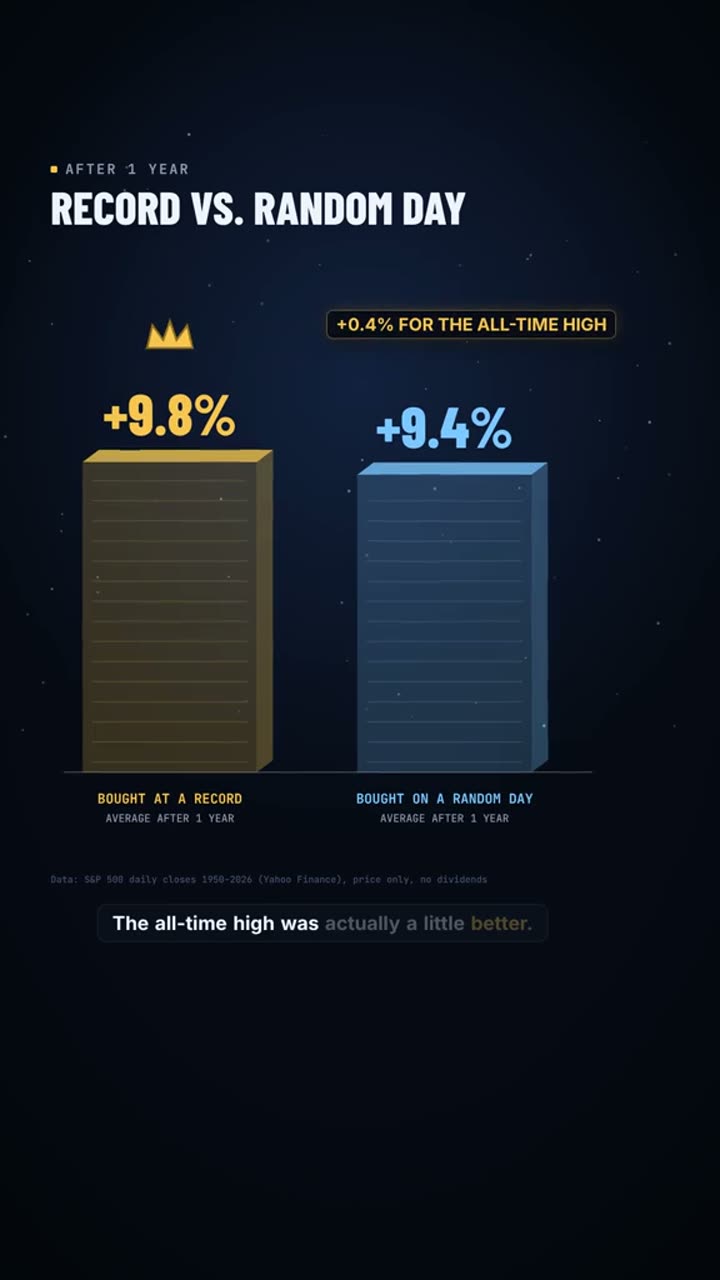 AFTER 1 YEAR
RECORD VS. RANDOM DAY
+0.4% FOR THE ALL-TIME HIGH
+9.8%
+9.4%
BOUGHT AT A RECORD
AVERAGE AFTER 1 YEAR
BOUGHT ON A RANDOM DAY
AVERAGE AFTER 1 YEAR
Data: S&P 500 daily closes 1950–2026 (Yahoo Finance), price only, no dividends
The all-time high was actually a little better.